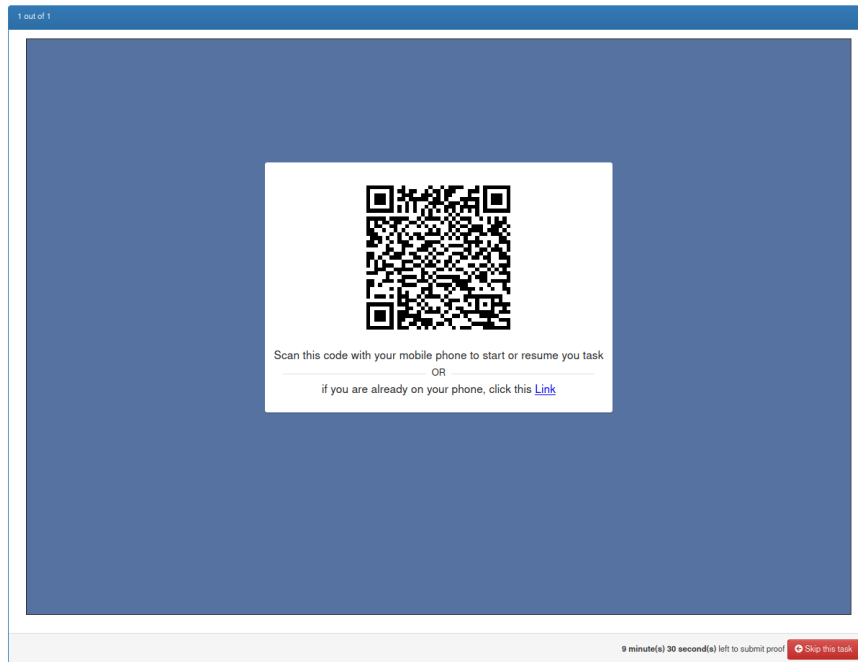 1 out of 1
Scan this code with your mobile phone to start or resume you task
OR
if you are already on your phone, click this Link
9 minute(s) 30 second(s) left to submit proof Skip this task